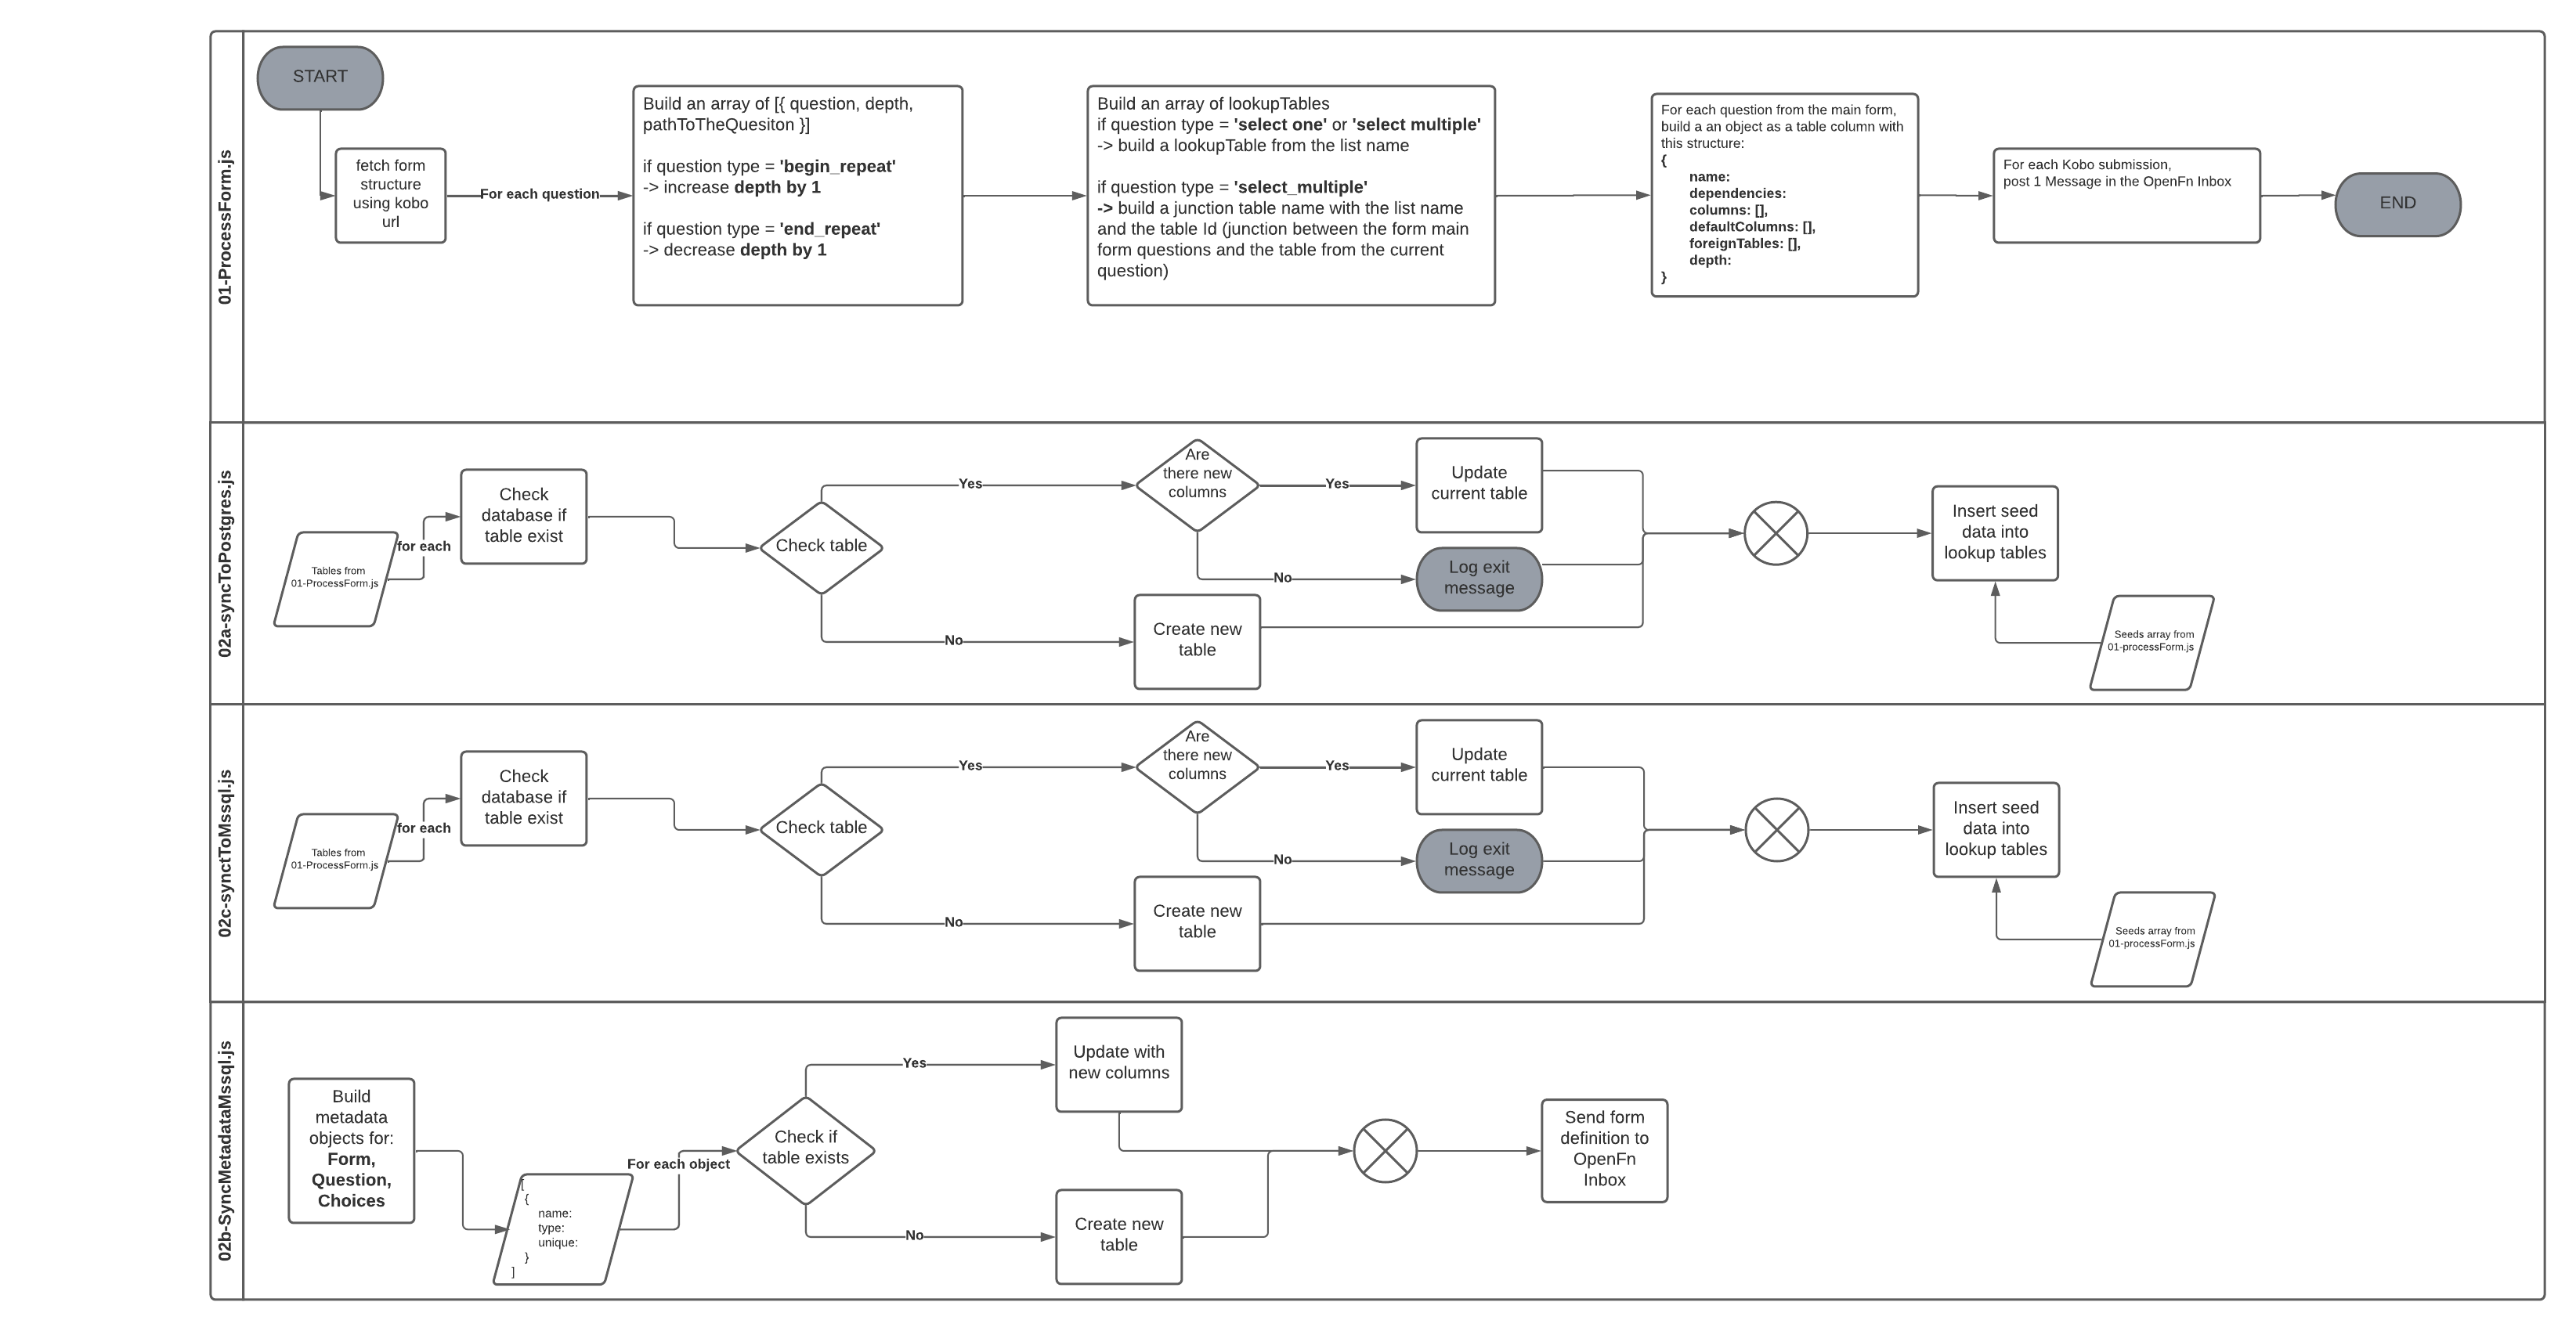 01-ProcessForm.js
START
fetch form
structure
using kobo
url
For each question
Build an array of [{ question, depth,
pathToTheQuesiton }]
if question type = 'begin_repeat'
-> increase depth by 1
if question type = 'end_repeat'
-> decrease depth by 1
Build an array of lookupTables
if question type = 'select one' or 'select multiple'
-> build a lookupTable from the list name
if question type = 'select_multiple'
-> build a junction table name with the list name
and the table Id (junction between the form main
form questions and the table from the current
question)
For each question from the main form,
build a an object as a table column with
this structure:
{
name:
dependencies:
columns: [],
defaultColumns: [],
foreignTables: [],
depth:
}
For each Kobo submission,
post 1 Message in the OpenFn Inbox
END
02a-syncToPostgres.js
Tables from
01-ProcessForm.js
for each
Check
database if
table exist
Check table
Yes
No
Are
there new
columns
Yes
No
Update
current table
Log exit
message
Create new
table
Insert seed
data into
lookup tables
Seeds array from
01-processForm.js
02c-synctToMssql.js
Tables from
01-ProcessForm.js
for each
Check
database if
table exist
Check table
Yes
No
Are
there new
columns
Yes
No
Update
current table
Log exit
message
Create new
table
Insert seed
data into
lookup tables
Seeds array from
01-processForm.js
02b-SyncMetadataMssql.js
Build
metadata
objects for:
Form,
Question,
Choices
[
{
name:
type:
unique:
}
]
For each object
Check if
table exists
Yes
No
Update with
new columns
Create new
table
Send form
definition to
OpenFn
Inbox